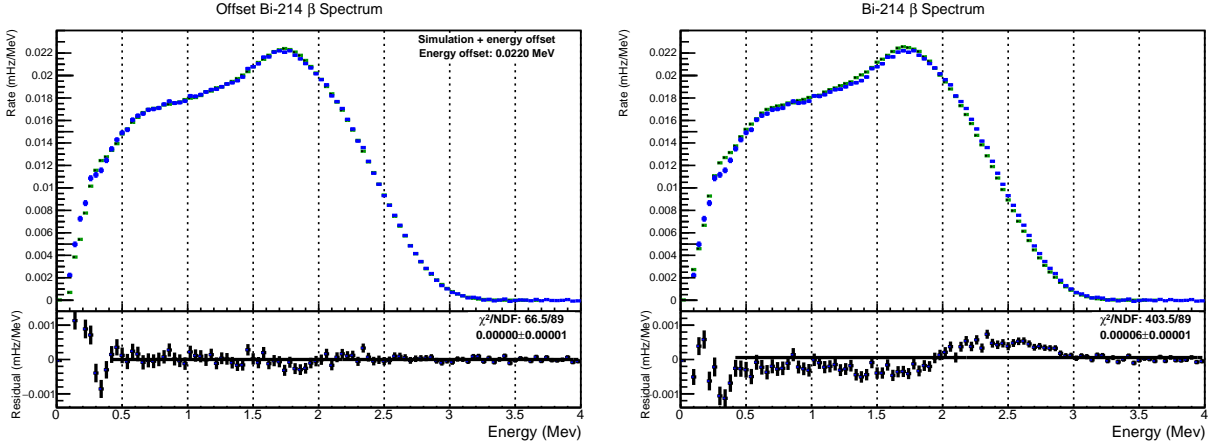 Offset Bi-214 β Spectrum
Rate (mHz/MeV)
0.022
0.02
0.018
0.016
0.014
0.012
0.01
0.008
0.006
0.004
0.002
0
Simulation + energy offset
Energy offset: 0.0220 MeV
Residual (mHz/MeV)
0.001
0
−0.001
χ²/NDF: 66.5/89
0.00000±0.00001
0 0.5 1 1.5 2 2.5 3 3.5 4
Energy (Mev)
Bi-214 β Spectrum
Rate (mHz/MeV)
0.022
0.02
0.018
0.016
0.014
0.012
0.01
0.008
0.006
0.004
0.002
0
Residual (mHz/MeV)
0.001
0
−0.001
χ²/NDF: 403.5/89
0.00006±0.00001
0 0.5 1 1.5 2 2.5 3 3.5 4
Energy (Mev)